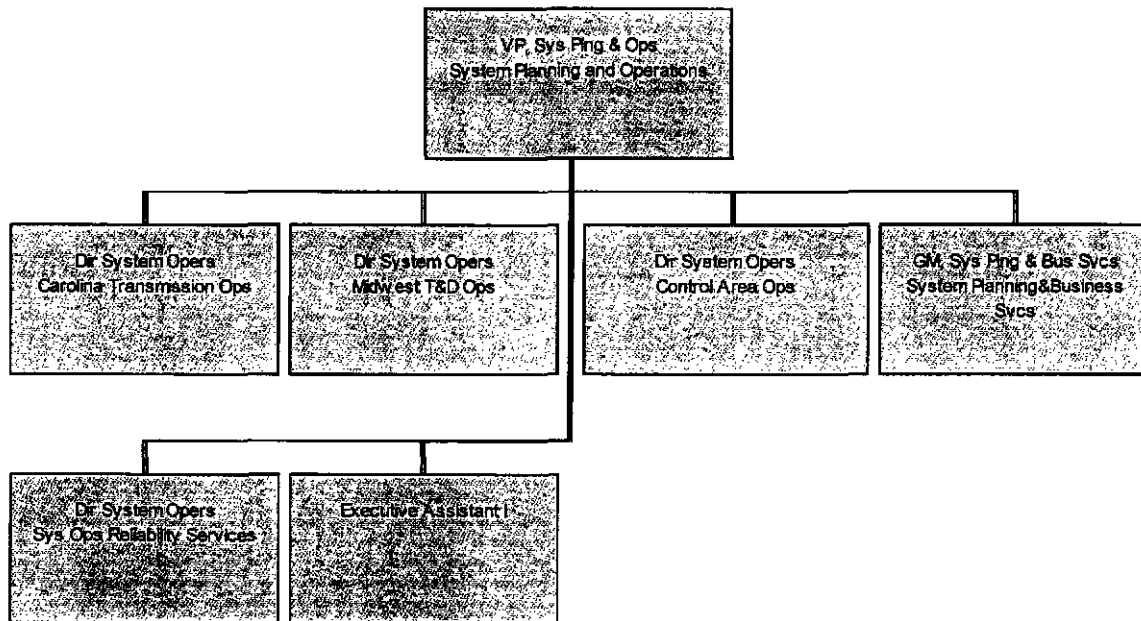 VP, Sys Plng & Ops
System Planning and Operations
Dir System Opers
Carolina Transmission Ops
Dir System Opers
Midwest T&D Ops
Dir System Opers
Control Area Ops
GM, Sys Plng & Bus Svcs
System Planning&Business
Svcs
Dir System Opers
Sys Ops Reliability Services
Executive Assistant I